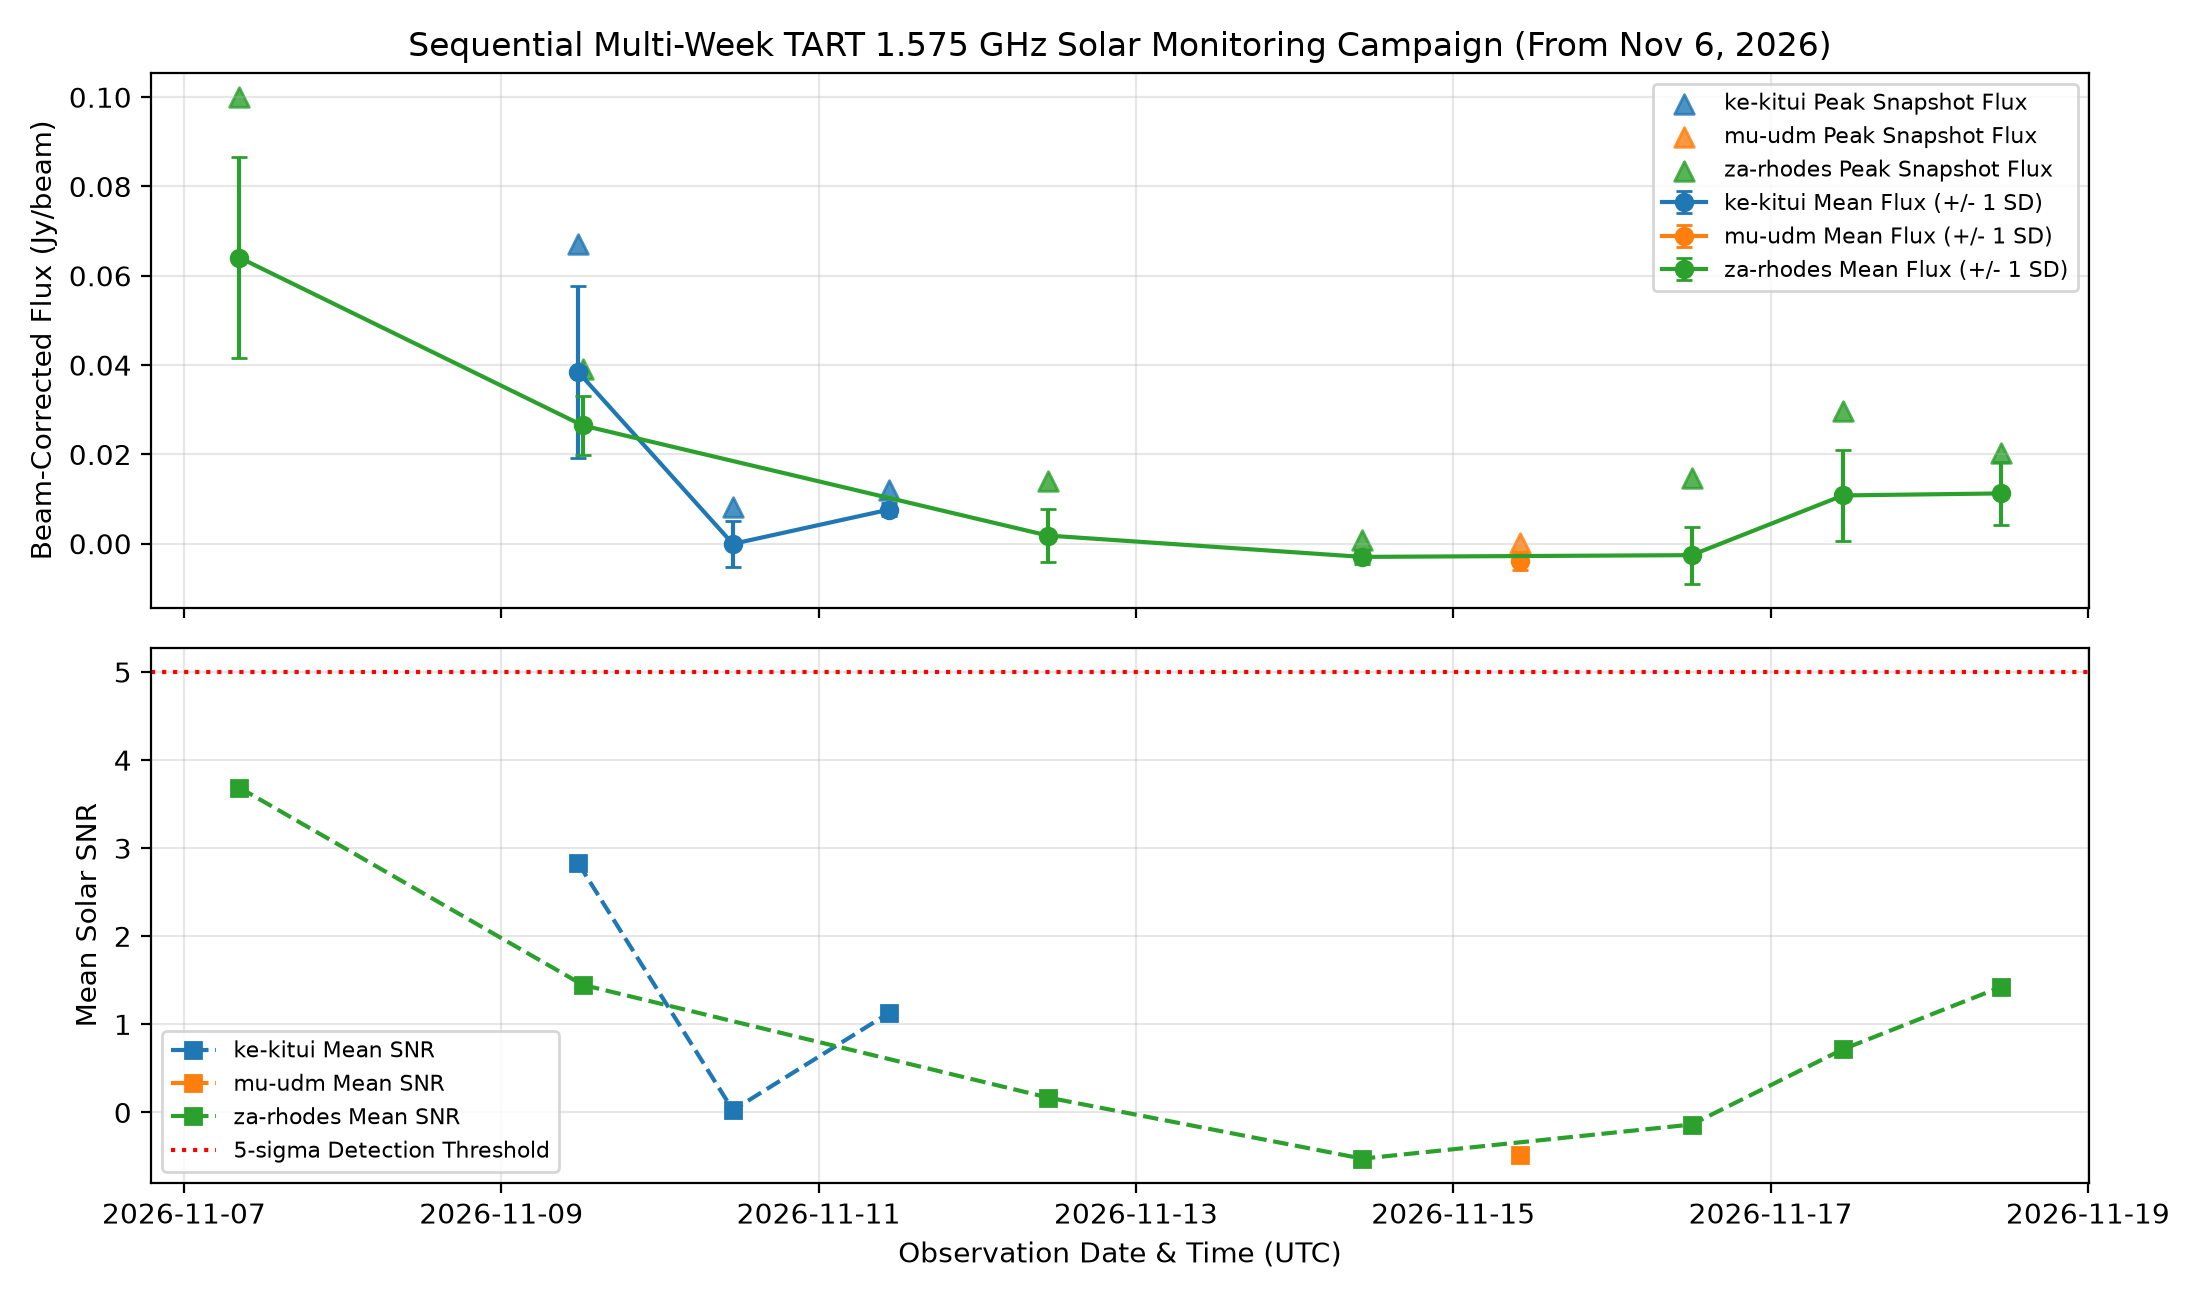 Sequential Multi-Week TART 1.575 GHz Solar Monitoring Campaign (From Nov 6, 2026)
Beam-Corrected Flux (Jy/beam)
0.10
0.08
0.06
0.04
0.02
0.00
ke-kitui Peak Snapshot Flux
mu-udm Peak Snapshot Flux
za-rhodes Peak Snapshot Flux
ke-kitui Mean Flux (+/- 1 SD)
mu-udm Mean Flux (+/- 1 SD)
za-rhodes Mean Flux (+/- 1 SD)
Mean Solar SNR
5
4
3
2
1
0
ke-kitui Mean SNR
mu-udm Mean SNR
za-rhodes Mean SNR
5-sigma Detection Threshold
2026-11-07 2026-11-09 2026-11-11 2026-11-13 2026-11-15 2026-11-17 2026-11-19
Observation Date & Time (UTC)